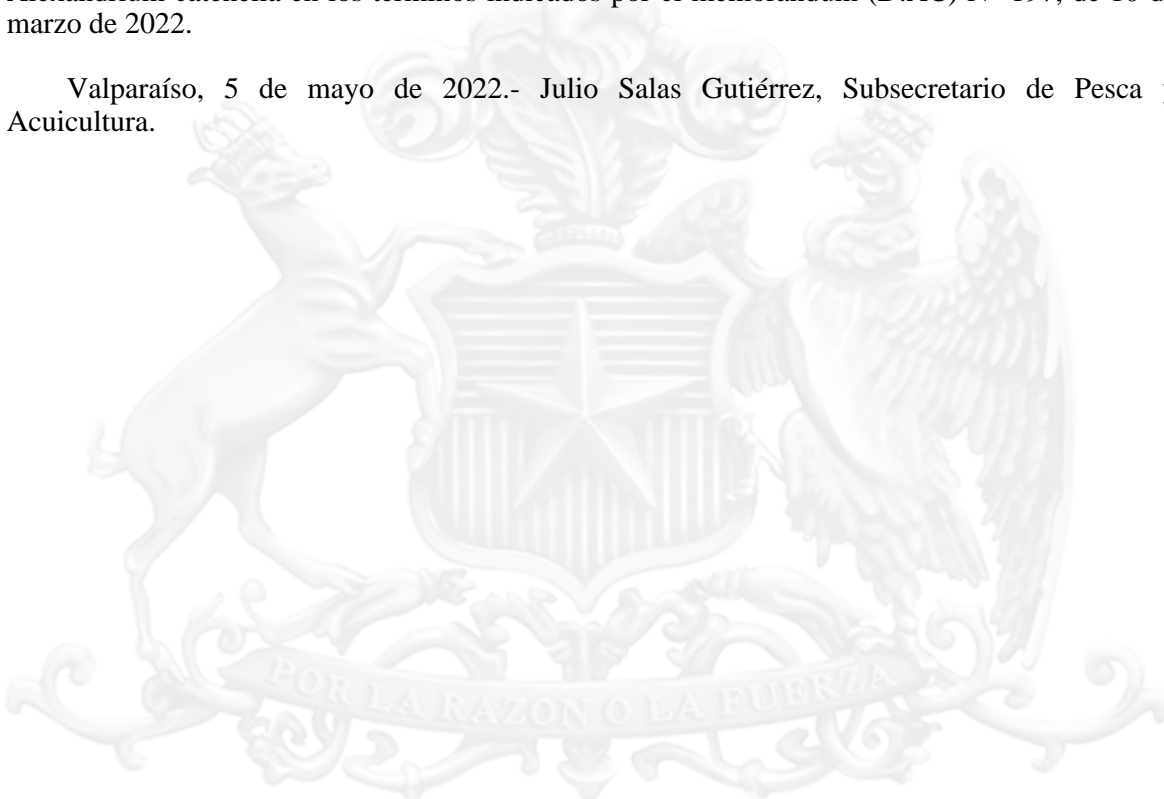 marzo de 2022.
Valparaíso, 5 de mayo de 2022.- Julio Salas Gutiérrez, Subsecretario de Pesca
Acuicultura.
POR LA RAZON O LA FUERZA